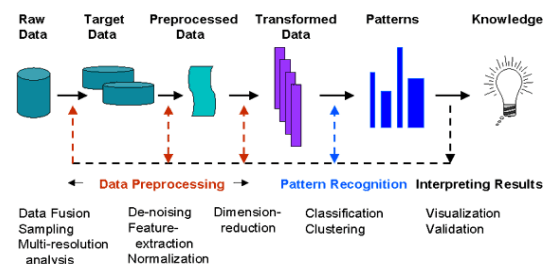 Raw Data
Target Data
Preprocessed Data
Transformed Data
Patterns
Knowledge
Data Preprocessing
Pattern Recognition
Interpreting Results
Data Fusion
Sampling
Multi-resolution
analysis
De-noising
Feature-
extraction
Normalization
Dimension-
reduction
Classification
Clustering
Visualization
Validation